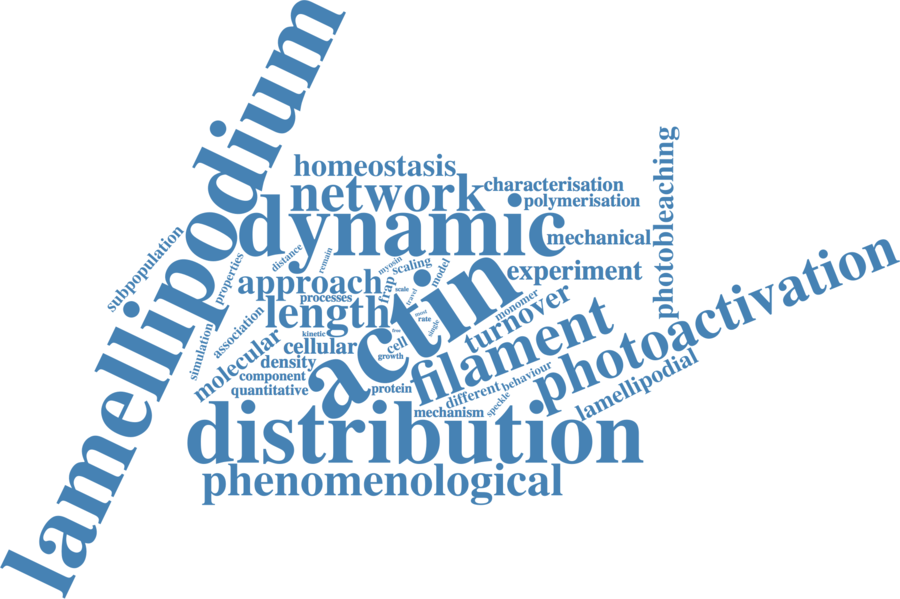 lamellipodium
homeostasis
network
characterisation
polymerisation
photobleaching
dynamic
mechanical
subpopulation
properties
distance
remain
myosin
scaling
model
experiment
approach
processes
frap
scale
travel
actin
photoactivation
length
monomer
turnover
simulation
association
kinetic
free
rate
single
molecular
cellular
cell
growth
filament
density
component
quantitative
protein
different
behaviour
lamellipodial
mechanism
speckle
distribution
phenomenological